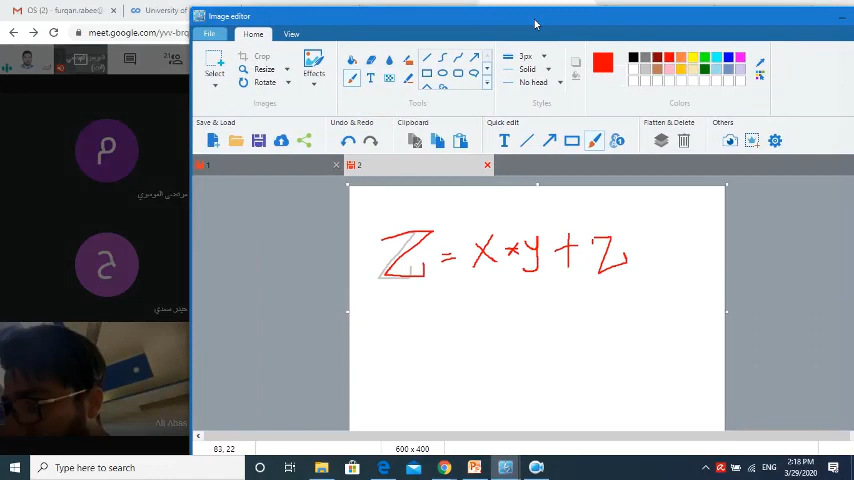 OS (2) - furqan.rabee@
University of
meet.google.com/yvv-brq
21
م
مرتضى الموسوي
ح
Ali Abas
Image editor
File
Home
View
Select
Crop
Resize
Rotate
Effects
Images
Tools
3px
Solid
No head
Styles
Colors
Save & Load
Undo & Redo
Clipboard
Quick edit
Flatten & Delete
Others
1
2
Z = X * y + Z
83, 22
600 x 400
Type here to search
ENG
2:18 PM
3/29/2020